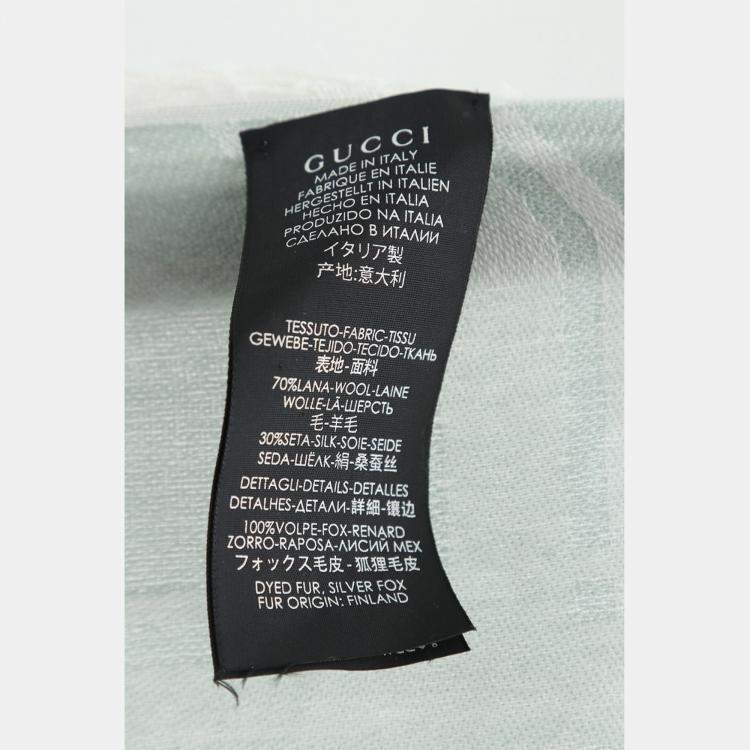 GUCCI
MADE IN ITALY
FABRIQUE EN ITALIE
HERGESTELLT IN ITALIEN
HECHO EN ITALIA
PRODUZIDO NA ITALIA
СДЕЛАНО В ИТАЛИИ
イタリア製
产地:意大利
TESSUTO-FABRIC-TISSU
GEWEBE-TEJIDO-TECIDO-ТКАНЬ
表地-面料
70%LANA-WOOL-LAINE
WOLLE-LÃ-ШЕРСТЬ
毛-羊毛
30%SETA-SILK-SOIE-SEIDE
SEDA-ШЁЛК-絹-桑蚕丝
DETTAGLI-DETAILS-DETALLES
DETALHES-ДЕТАЛИ-詳細-镶边
100%VOLPE-FOX-RENARD
ZORRO-RAPOSA-ЛИСИЙ МЕХ
フォックス毛皮-狐狸毛皮
DYED FUR, SILVER FOX
FUR ORIGIN: FINLAND